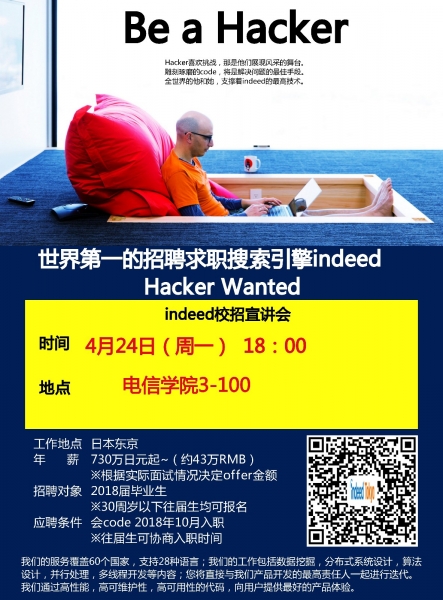 Be a Hacker
Hacker喜欢挑战，那是他们展现风采的舞台。
雕刻琢磨的code，将是解决问题的最佳手段。
全世界的他和她，支撑着indeed的最高技术。
世界第一的招聘求职搜索引擎indeed
Hacker Wanted
indeed校招宣讲会
时间 4月24日（周一） 18：00
地点 电信学院3-100
工作地点 日本东京
年 薪 730万日元起~（约43万RMB）
※根据实际面试情况决定offer金额
招聘对象 2018届毕业生
※30周岁以下往届生均可报名
应聘条件 会code 2018年10月入职
※往届生可协商入职时间
indeed Tokyo
我们的服务覆盖60个国家，支持28种语言；我们的工作包括数据挖掘，分布式系统设计，算法
设计，并行处理，多线程开发等内容；您将直接与我们产品开发的最高责任人一起进行迭代。
我们通过高性能，高可维护性，高可用性的代码，向用户提供最好的产品体验。